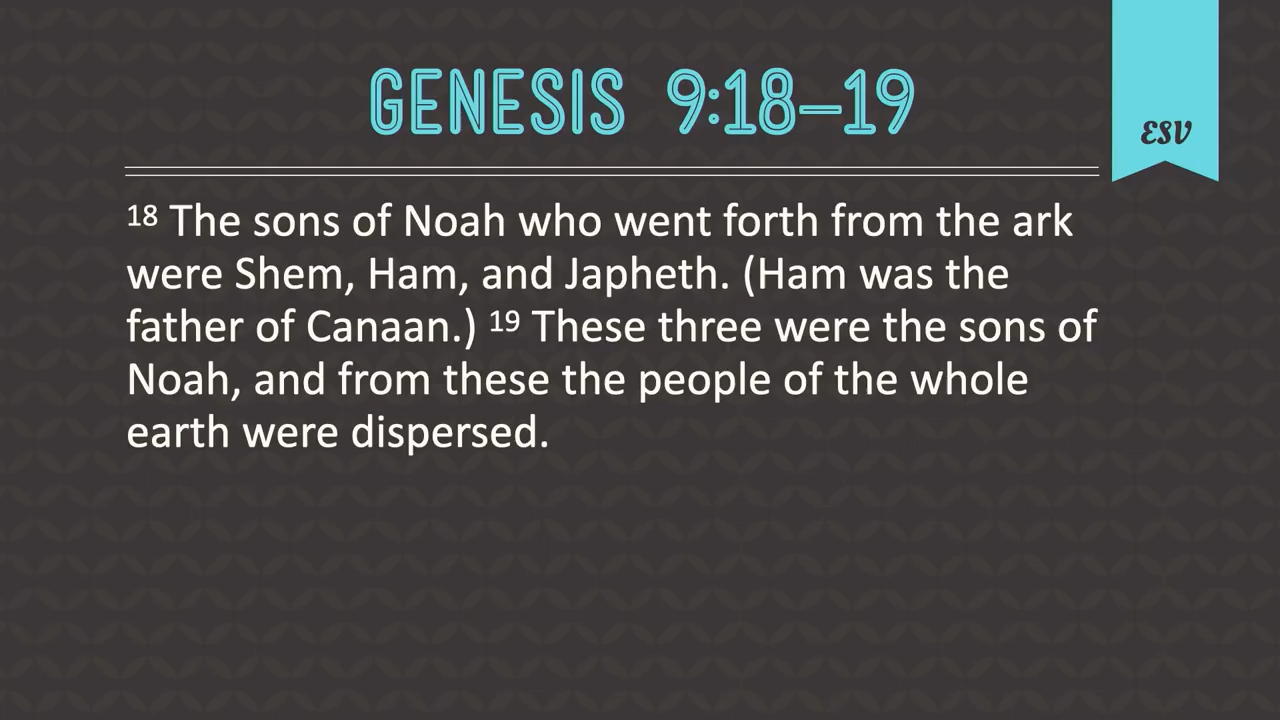 GENESIS 9:18–19
ESV
18 The sons of Noah who went forth from the ark
were Shem, Ham, and Japheth. (Ham was the
father of Canaan.) 19 These three were the sons of
Noah, and from these the people of the whole
earth were dispersed.